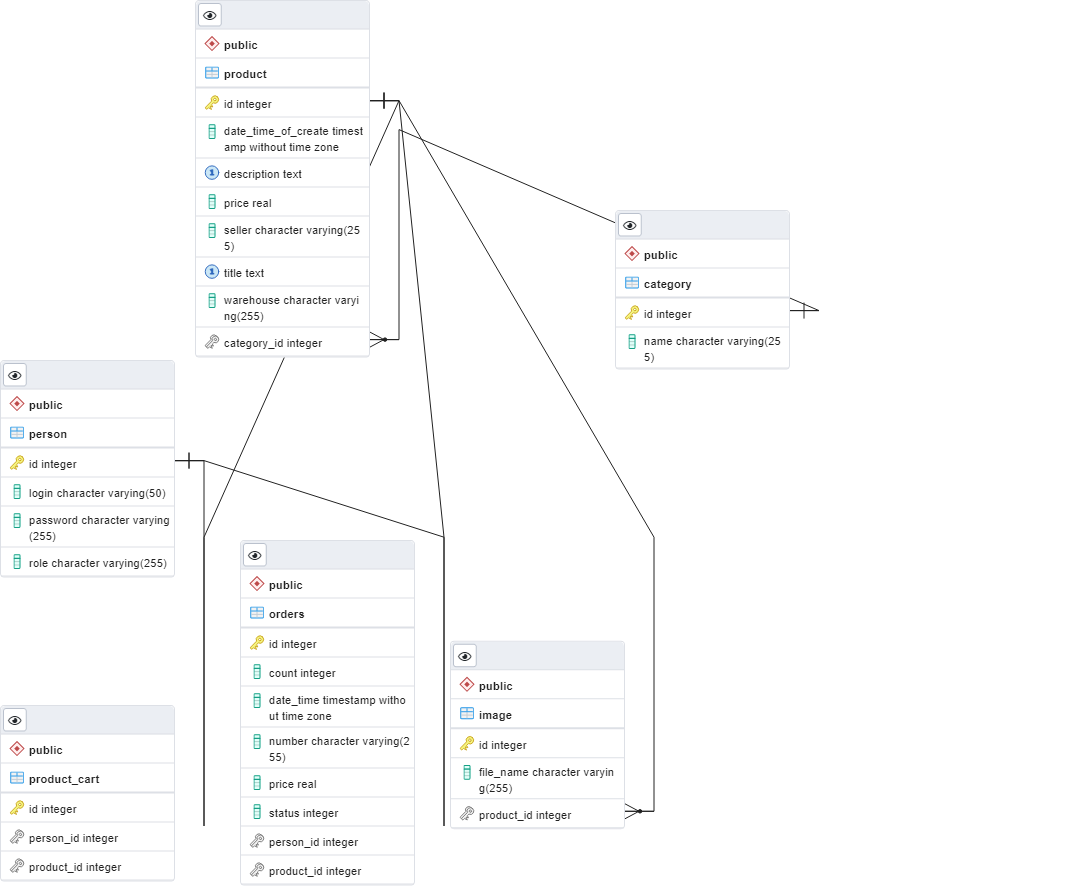 public
product
id integer
date_time_of_create timest
amp without time zone
description text
price real
seller character varying(25
5)
title text
warehouse character varyi
ng(255)
category_id integer
public
category
id integer
name character varying(25
5)
public
person
id integer
login character varying(50)
password character varying
(255)
role character varying(255)
public
orders
id integer
count integer
date_time timestamp witho
ut time zone
number character varying(2
55)
price real
status integer
person_id integer
product_id integer
public
image
id integer
file_name character varyin
g(255)
product_id integer
public
product_cart
id integer
person_id integer
product_id integer